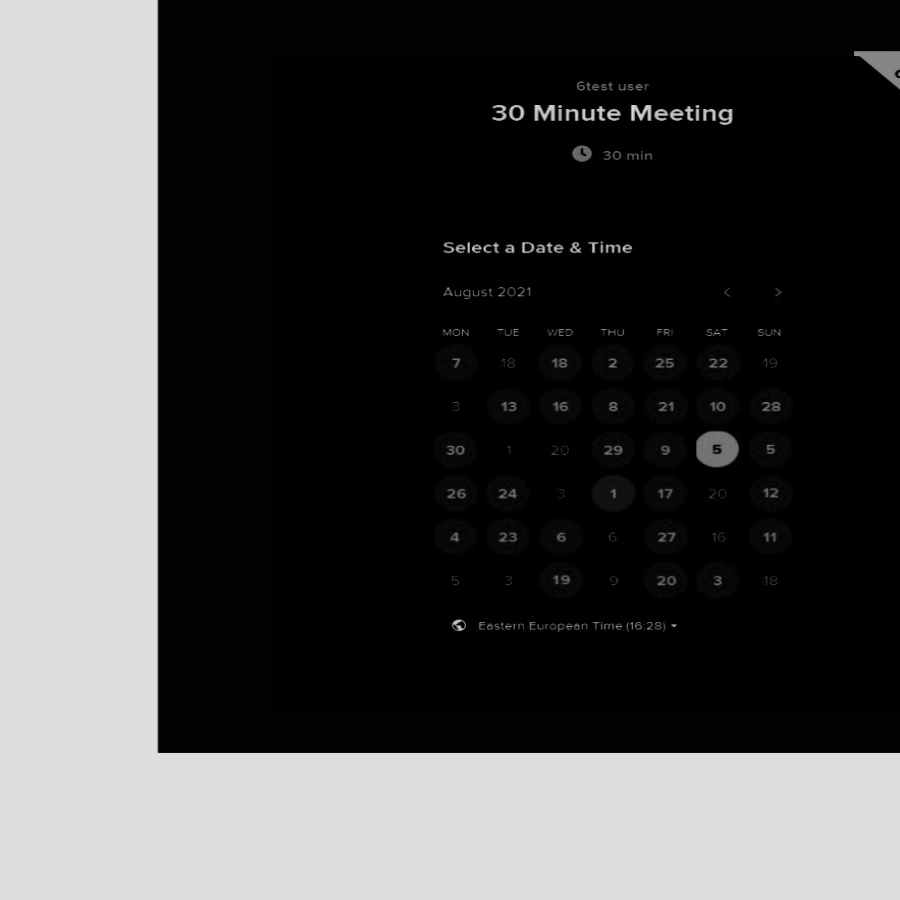 6test user
30 Minute Meeting
30 min
Select a Date & Time
August 2021
MON TUE WED THU FRI SAT SUN
7 18 18 2 25 22 19
3 13 16 8 21 10 28
30 1 20 29 9 5 5
26 24 3 1 17 20 12
4 23 6 6 27 16 11
5 3 19 9 20 3 18
Eastern European Time (16:28)